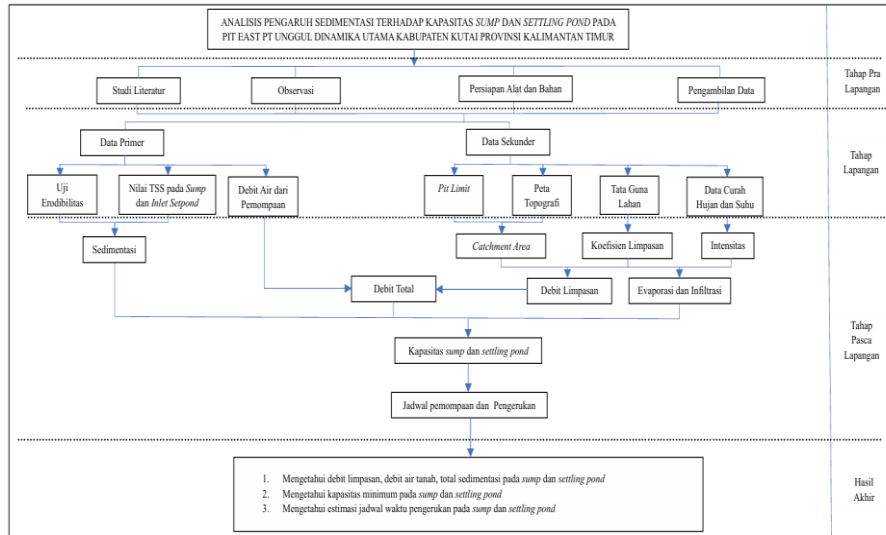 ANALISIS PENGARUH SEDIMENTASI TERHADAP KAPASITAS SUMP DAN SETTLING POND PADA
PIT EAST PT UNGGUL DINAMIKA UTAMA KABUPATEN KUTAI PROVINSI KALIMANTAN TIMUR
Studi Literatur
Observasi
Persiapan Alat dan Bahan
Pengambilan Data
Tahap Pra
Lapangan
Data Primer
Data Sekunder
Uji
Erodibilitas
Nilai TSS pada Sump
dan Inlet Setpond
Debit Air dari
Pemompaan
Pit Limit
Peta
Topografi
Tata Guna
Lahan
Data Curah
Hujan dan Suhu
Tahap
Lapangan
Sedimentasi
Catchment Area
Koefisien Limpasan
Intensitas
Debit Total
Debit Limpasan
Evaporasi dan Infiltrasi
Kapasitas sump dan settling pond
Jadwal pemompaan dan Pengerukan
Tahap
Pasca
Lapangan
1. Mengetahui debit limpasan, debit air tanah, total sedimentasi pada sump dan settling pond
2. Mengetahui kapasitas minimum pada sump dan settling pond
3. Mengetahui estimasi jadwal waktu pengerukan pada sump dan settling pond
Hasil
Akhir